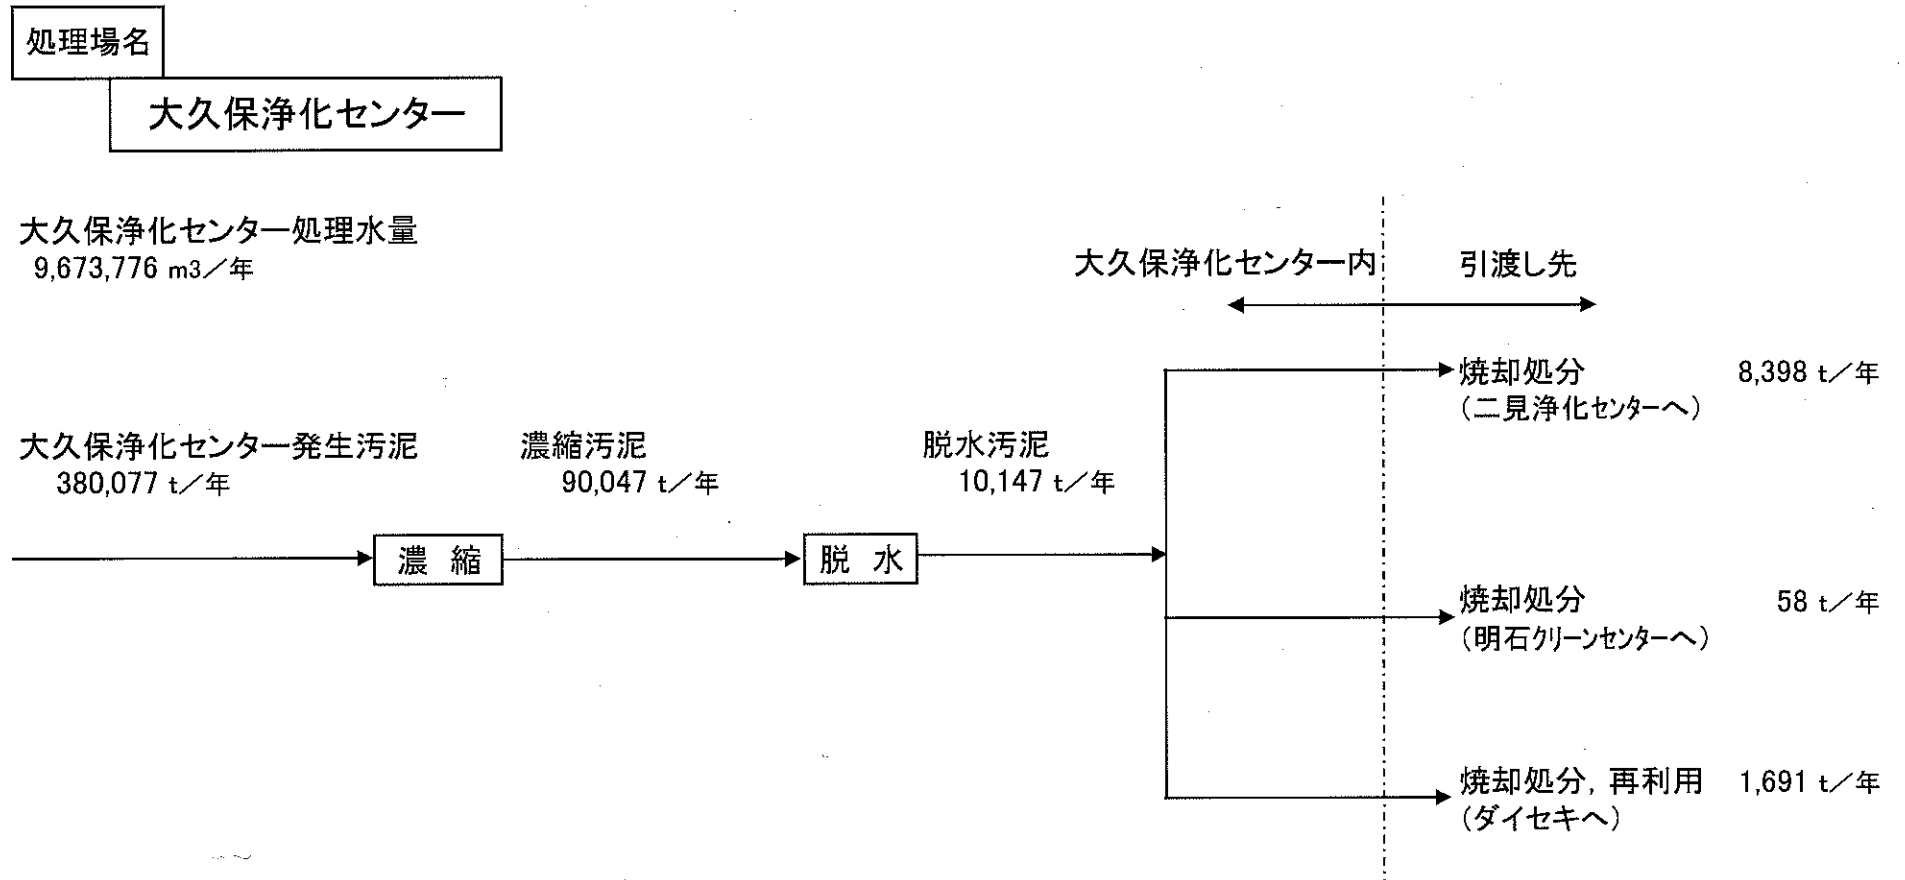 処理場名
大久保浄化センター
大久保浄化センター処理水量
9,673,776 m3／年
大久保浄化センター内
引渡し先
焼却処分 8,398 t／年
（二見浄化センターへ）
大久保浄化センター発生汚泥
380,077 t／年
濃縮汚泥
90,047 t／年
脱水汚泥
10,147 t／年
濃 縮
脱 水
焼却処分 58 t／年
（明石クリーンセンターへ）
焼却処分, 再利用 1,691 t／年
（ダイセキへ）